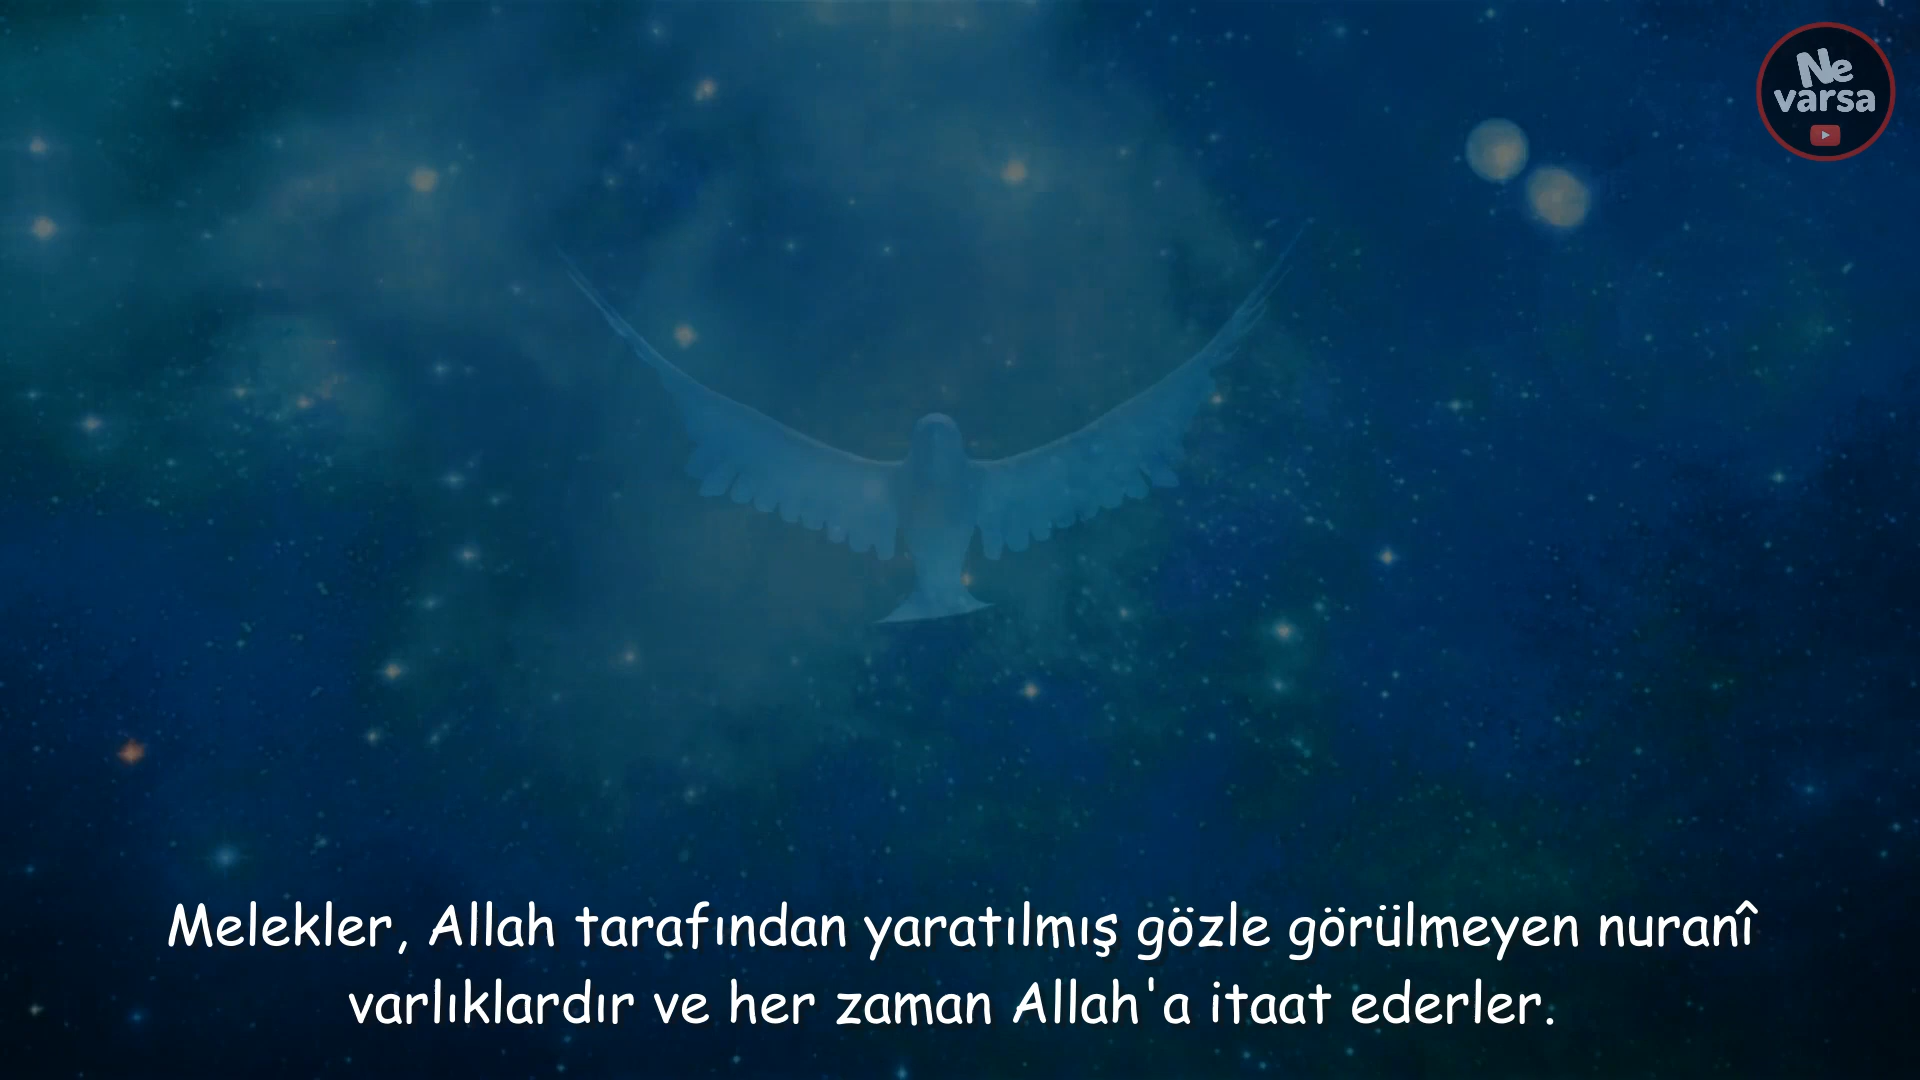 Ne
varsa
Melekler, Allah tarafından yaratılmış gözle görülmeyen nuranî
varlıklardır ve her zaman Allah'a itaat ederler.